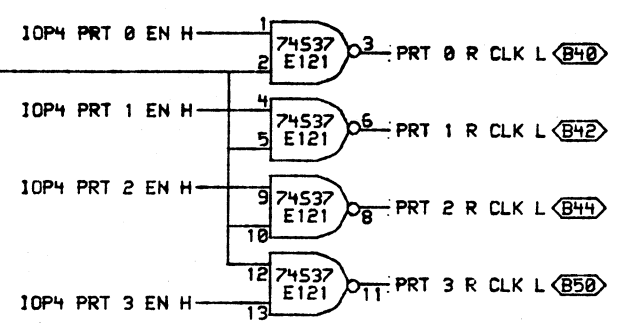 IOP4 PRT 0 EN H 1 74S37 3 PRT 0 R CLK L B40
2 E121
IOP4 PRT 1 EN H 4 74S37 6 PRT 1 R CLK L B42
5 E121
IOP4 PRT 2 EN H 9 74S37 8 PRT 2 R CLK L B44
10 E121
12 74S37 11 PRT 3 R CLK L B50
E121
IOP4 PRT 3 EN H 13